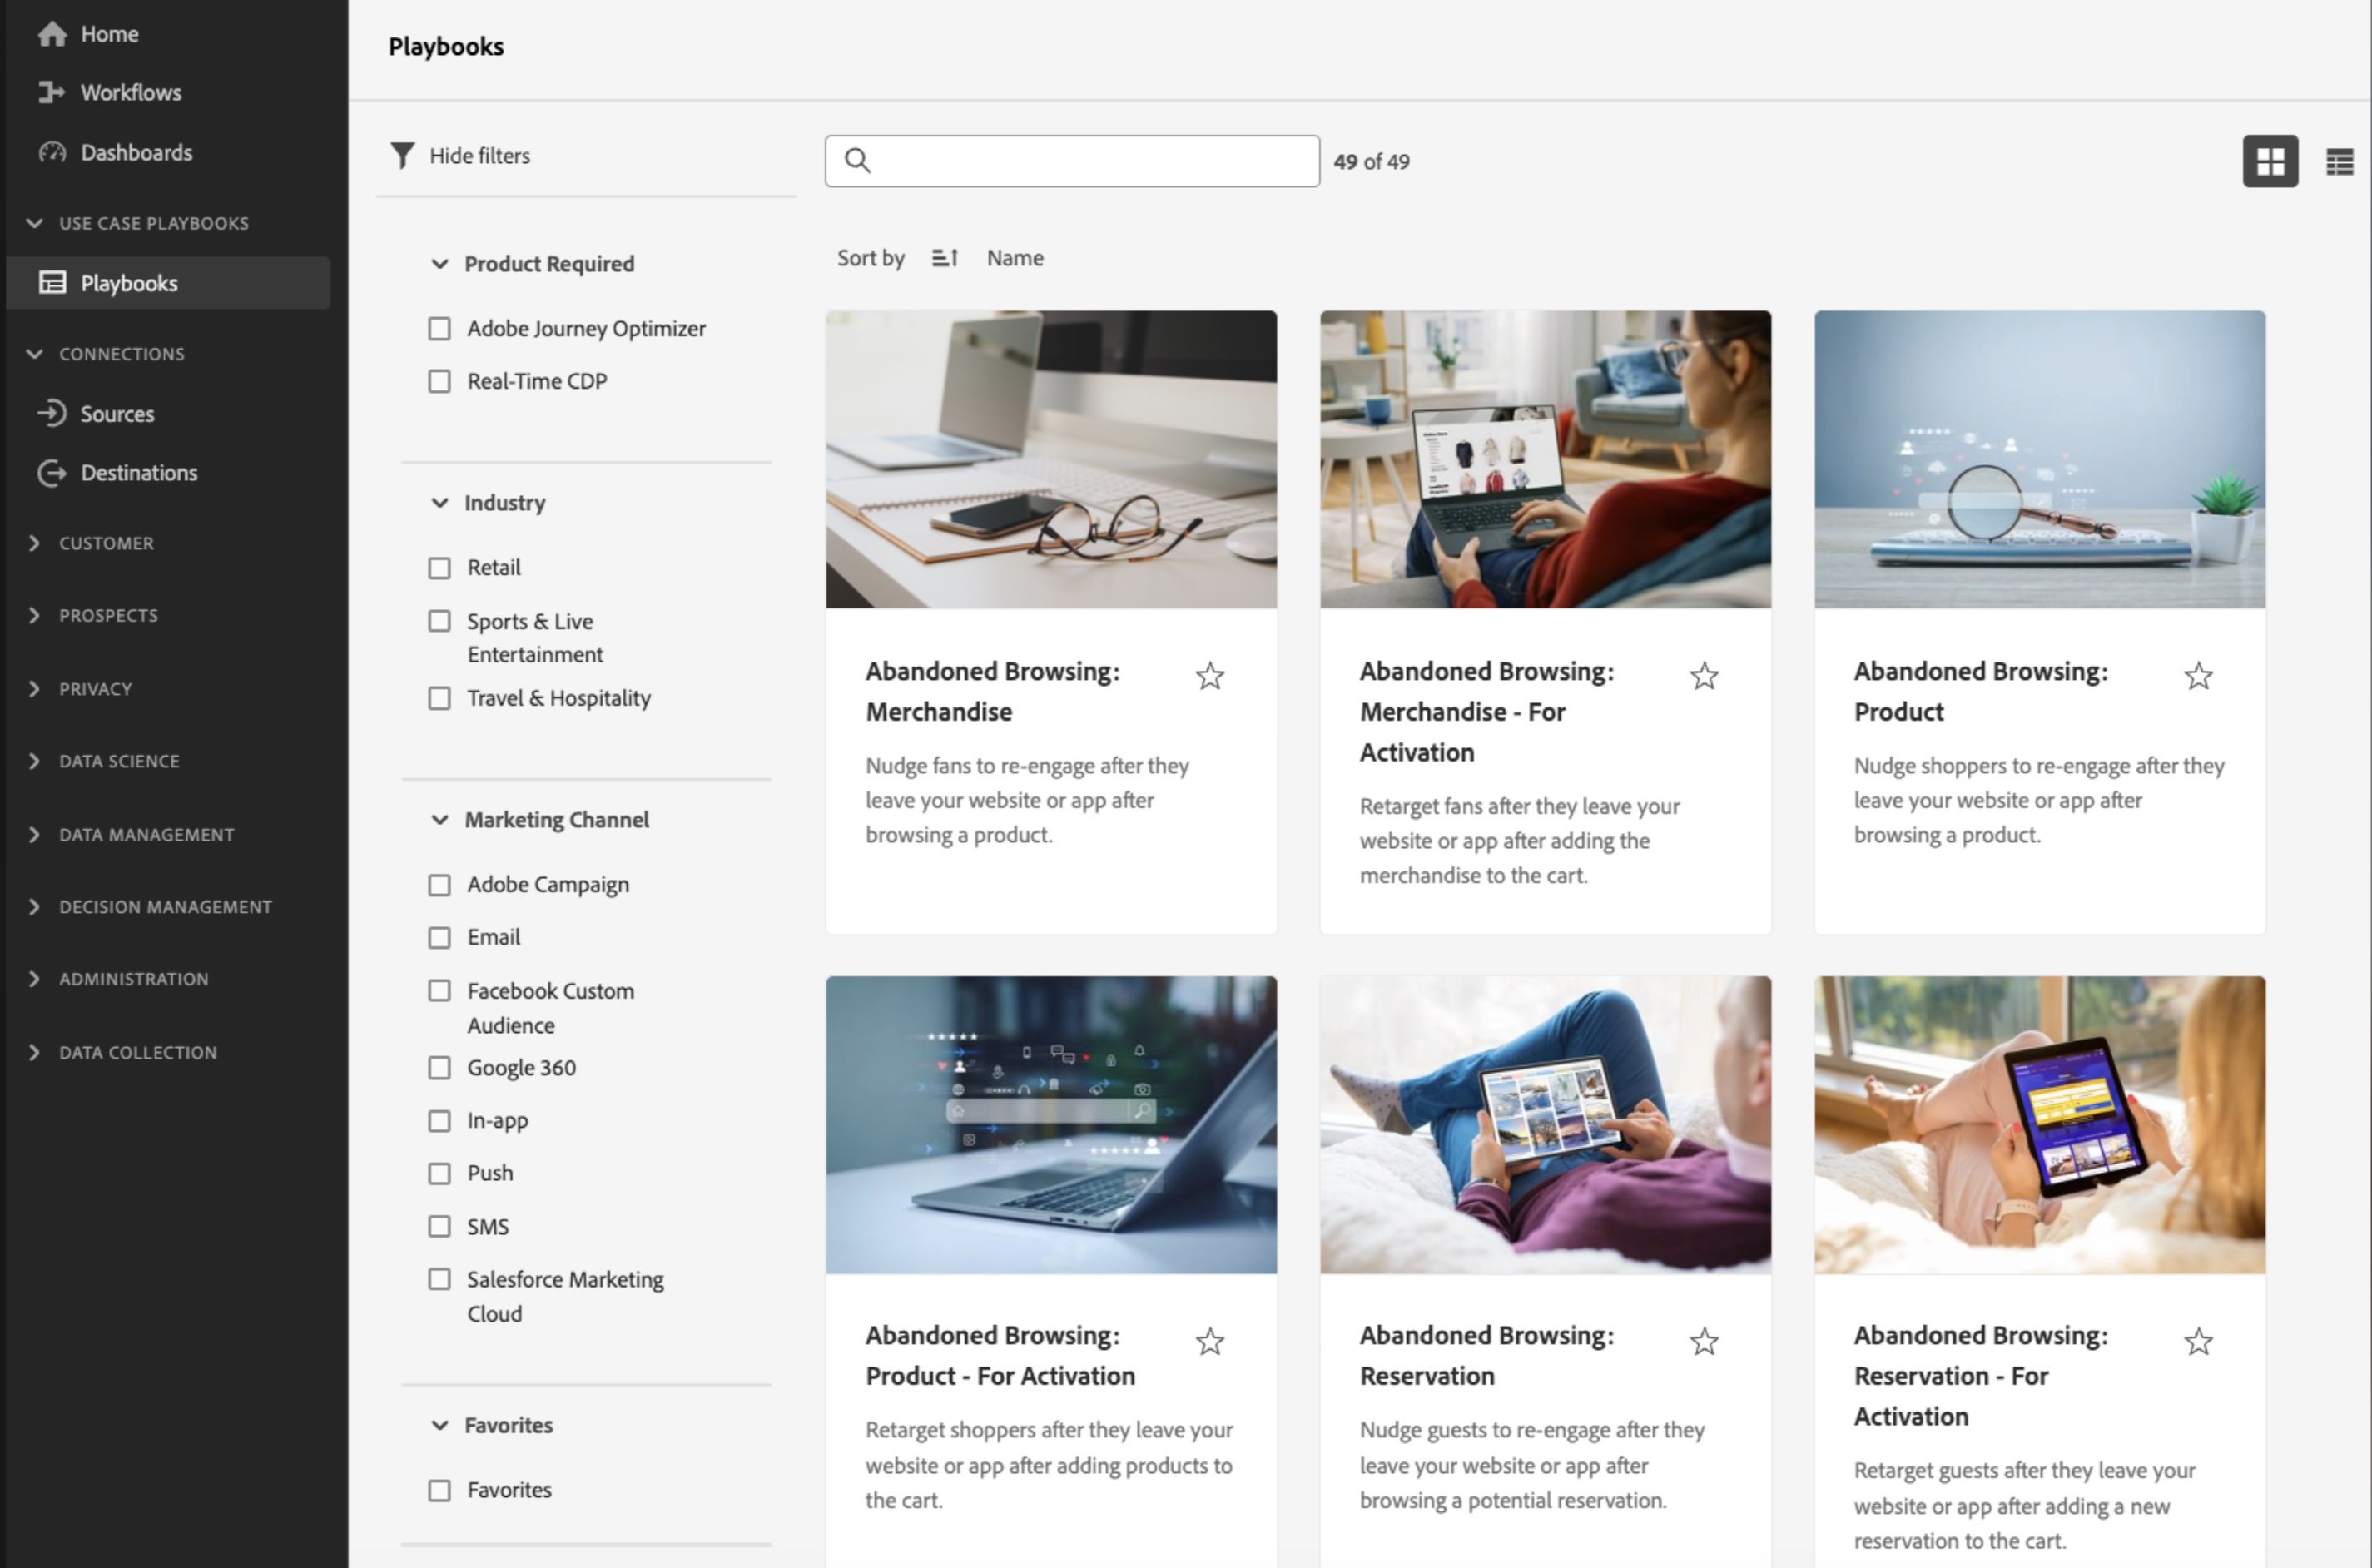 Home
Workflows
Dashboards
USE CASE PLAYBOOKS
Playbooks
CONNECTIONS
Sources
Destinations
CUSTOMER
PROSPECTS
PRIVACY
DATA SCIENCE
DATA MANAGEMENT
DECISION MANAGEMENT
ADMINISTRATION
DATA COLLECTION
Playbooks
Hide filters
Product Required
Adobe Journey Optimizer
Real-Time CDP
Industry
Retail
Sports & Live
Entertainment
Travel & Hospitality
Marketing Channel
Adobe Campaign
Email
Facebook Custom
Audience
Google 360
In-app
Push
SMS
Salesforce Marketing
Cloud
Favorites
Favorites
49 of 49
Sort by Name
Abandoned Browsing:
Merchandise
Nudge fans to re-engage after they
leave your website or app after
browsing a product.
Abandoned Browsing:
Merchandise - For
Activation
Retarget fans after they leave your
website or app after adding the
merchandise to the cart.
Abandoned Browsing:
Product
Nudge shoppers to re-engage after they
leave your website or app after
browsing a product.
Abandoned Browsing:
Product - For Activation
Retarget shoppers after they leave your
website or app after adding products to
the cart.
Abandoned Browsing:
Reservation
Nudge guests to re-engage after they
leave your website or app after
browsing a potential reservation.
Abandoned Browsing:
Reservation - For
Activation
Retarget guests after they leave your
website or app after adding a new
reservation to the cart.